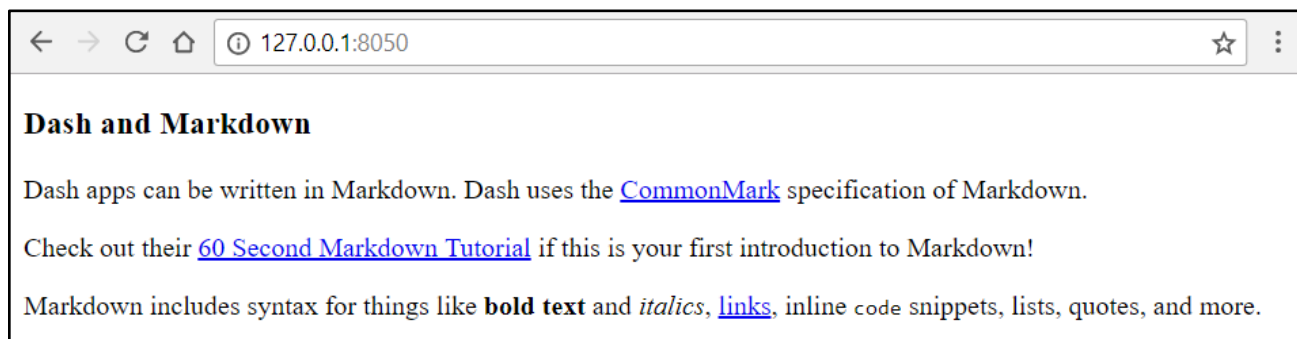 127.0.0.1:8050
Dash and Markdown
Dash apps can be written in Markdown. Dash uses the CommonMark specification of Markdown.
Check out their 60 Second Markdown Tutorial if this is your first introduction to Markdown!
Markdown includes syntax for things like bold text and italics, links, inline code snippets, lists, quotes, and more.